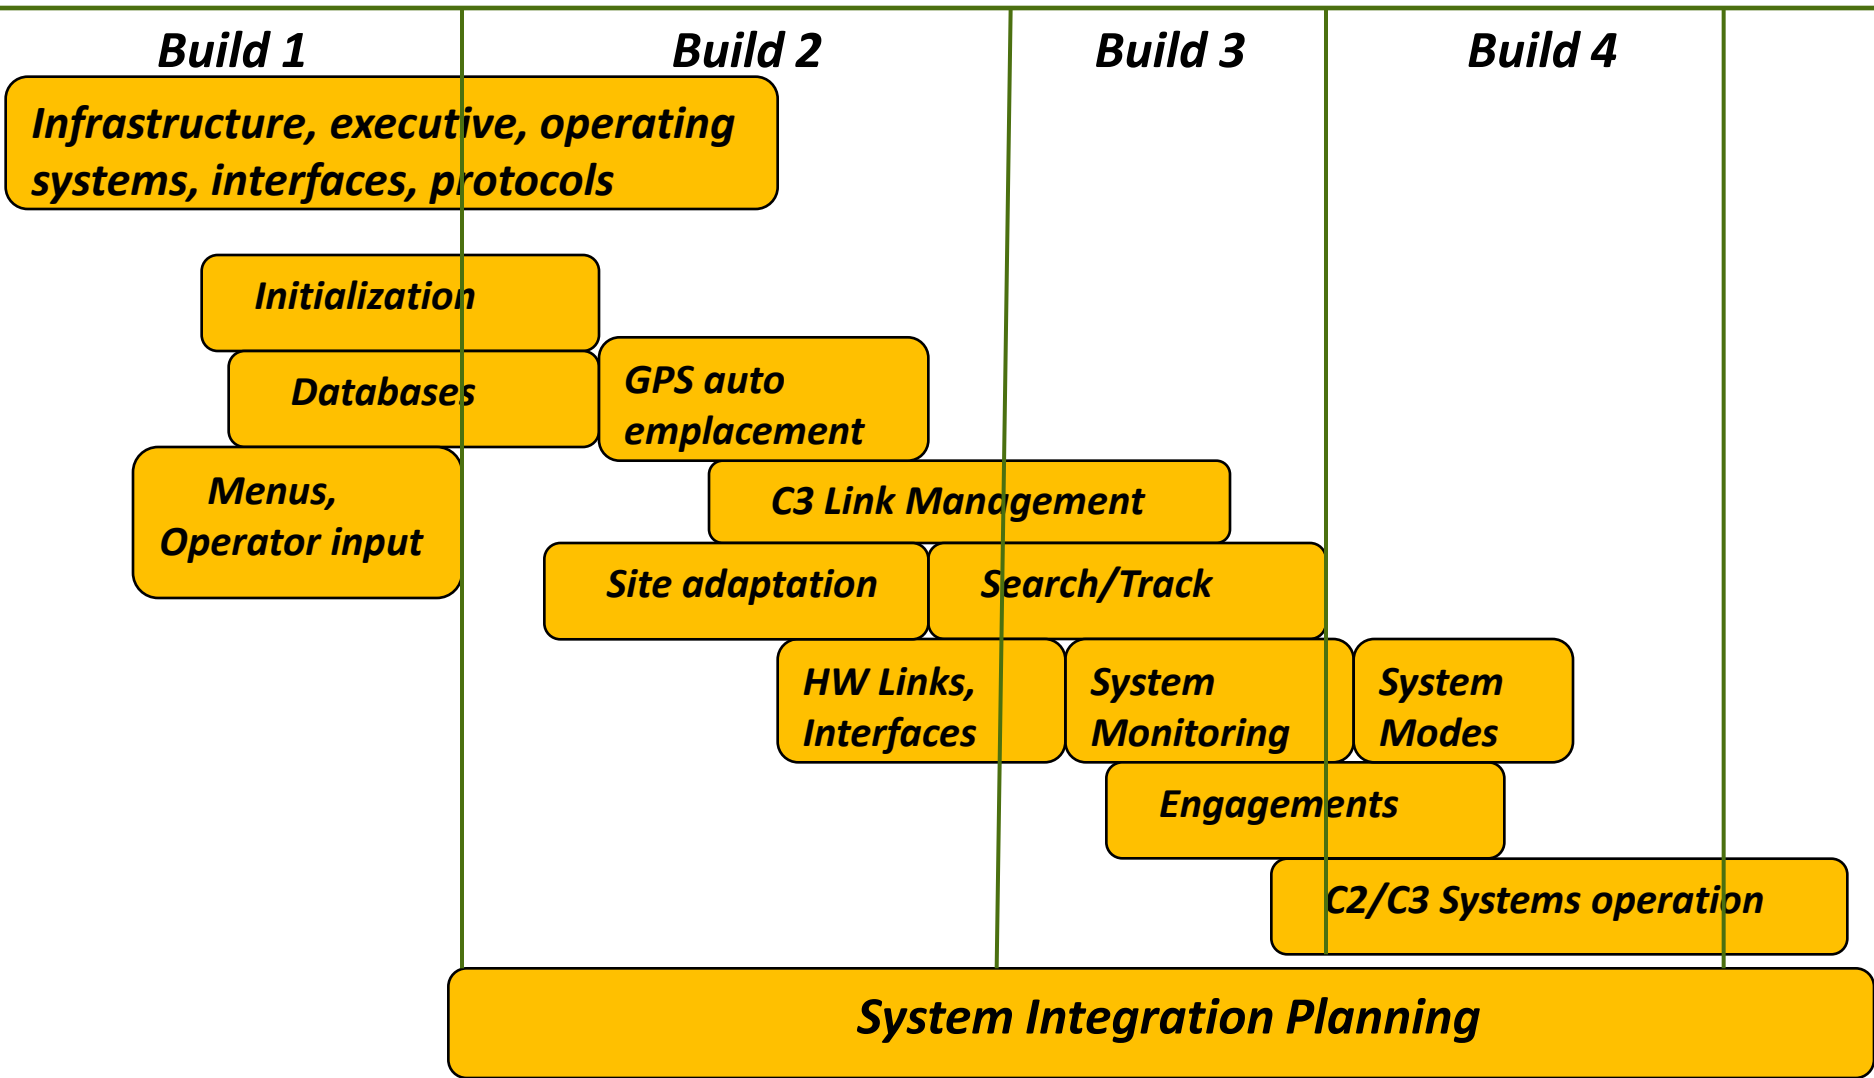 Build 1
Build 2
Build 3
Build 4
Infrastructure, executive, operating
systems, interfaces, protocols
Initialization
Databases
GPS auto
emplacement
Menus,
Operator input
C3 Link Management
Site adaptation
Search/Track
HW Links,
Interfaces
System
Monitoring
System
Modes
Engagements
C2/C3 Systems operation
System Integration Planning